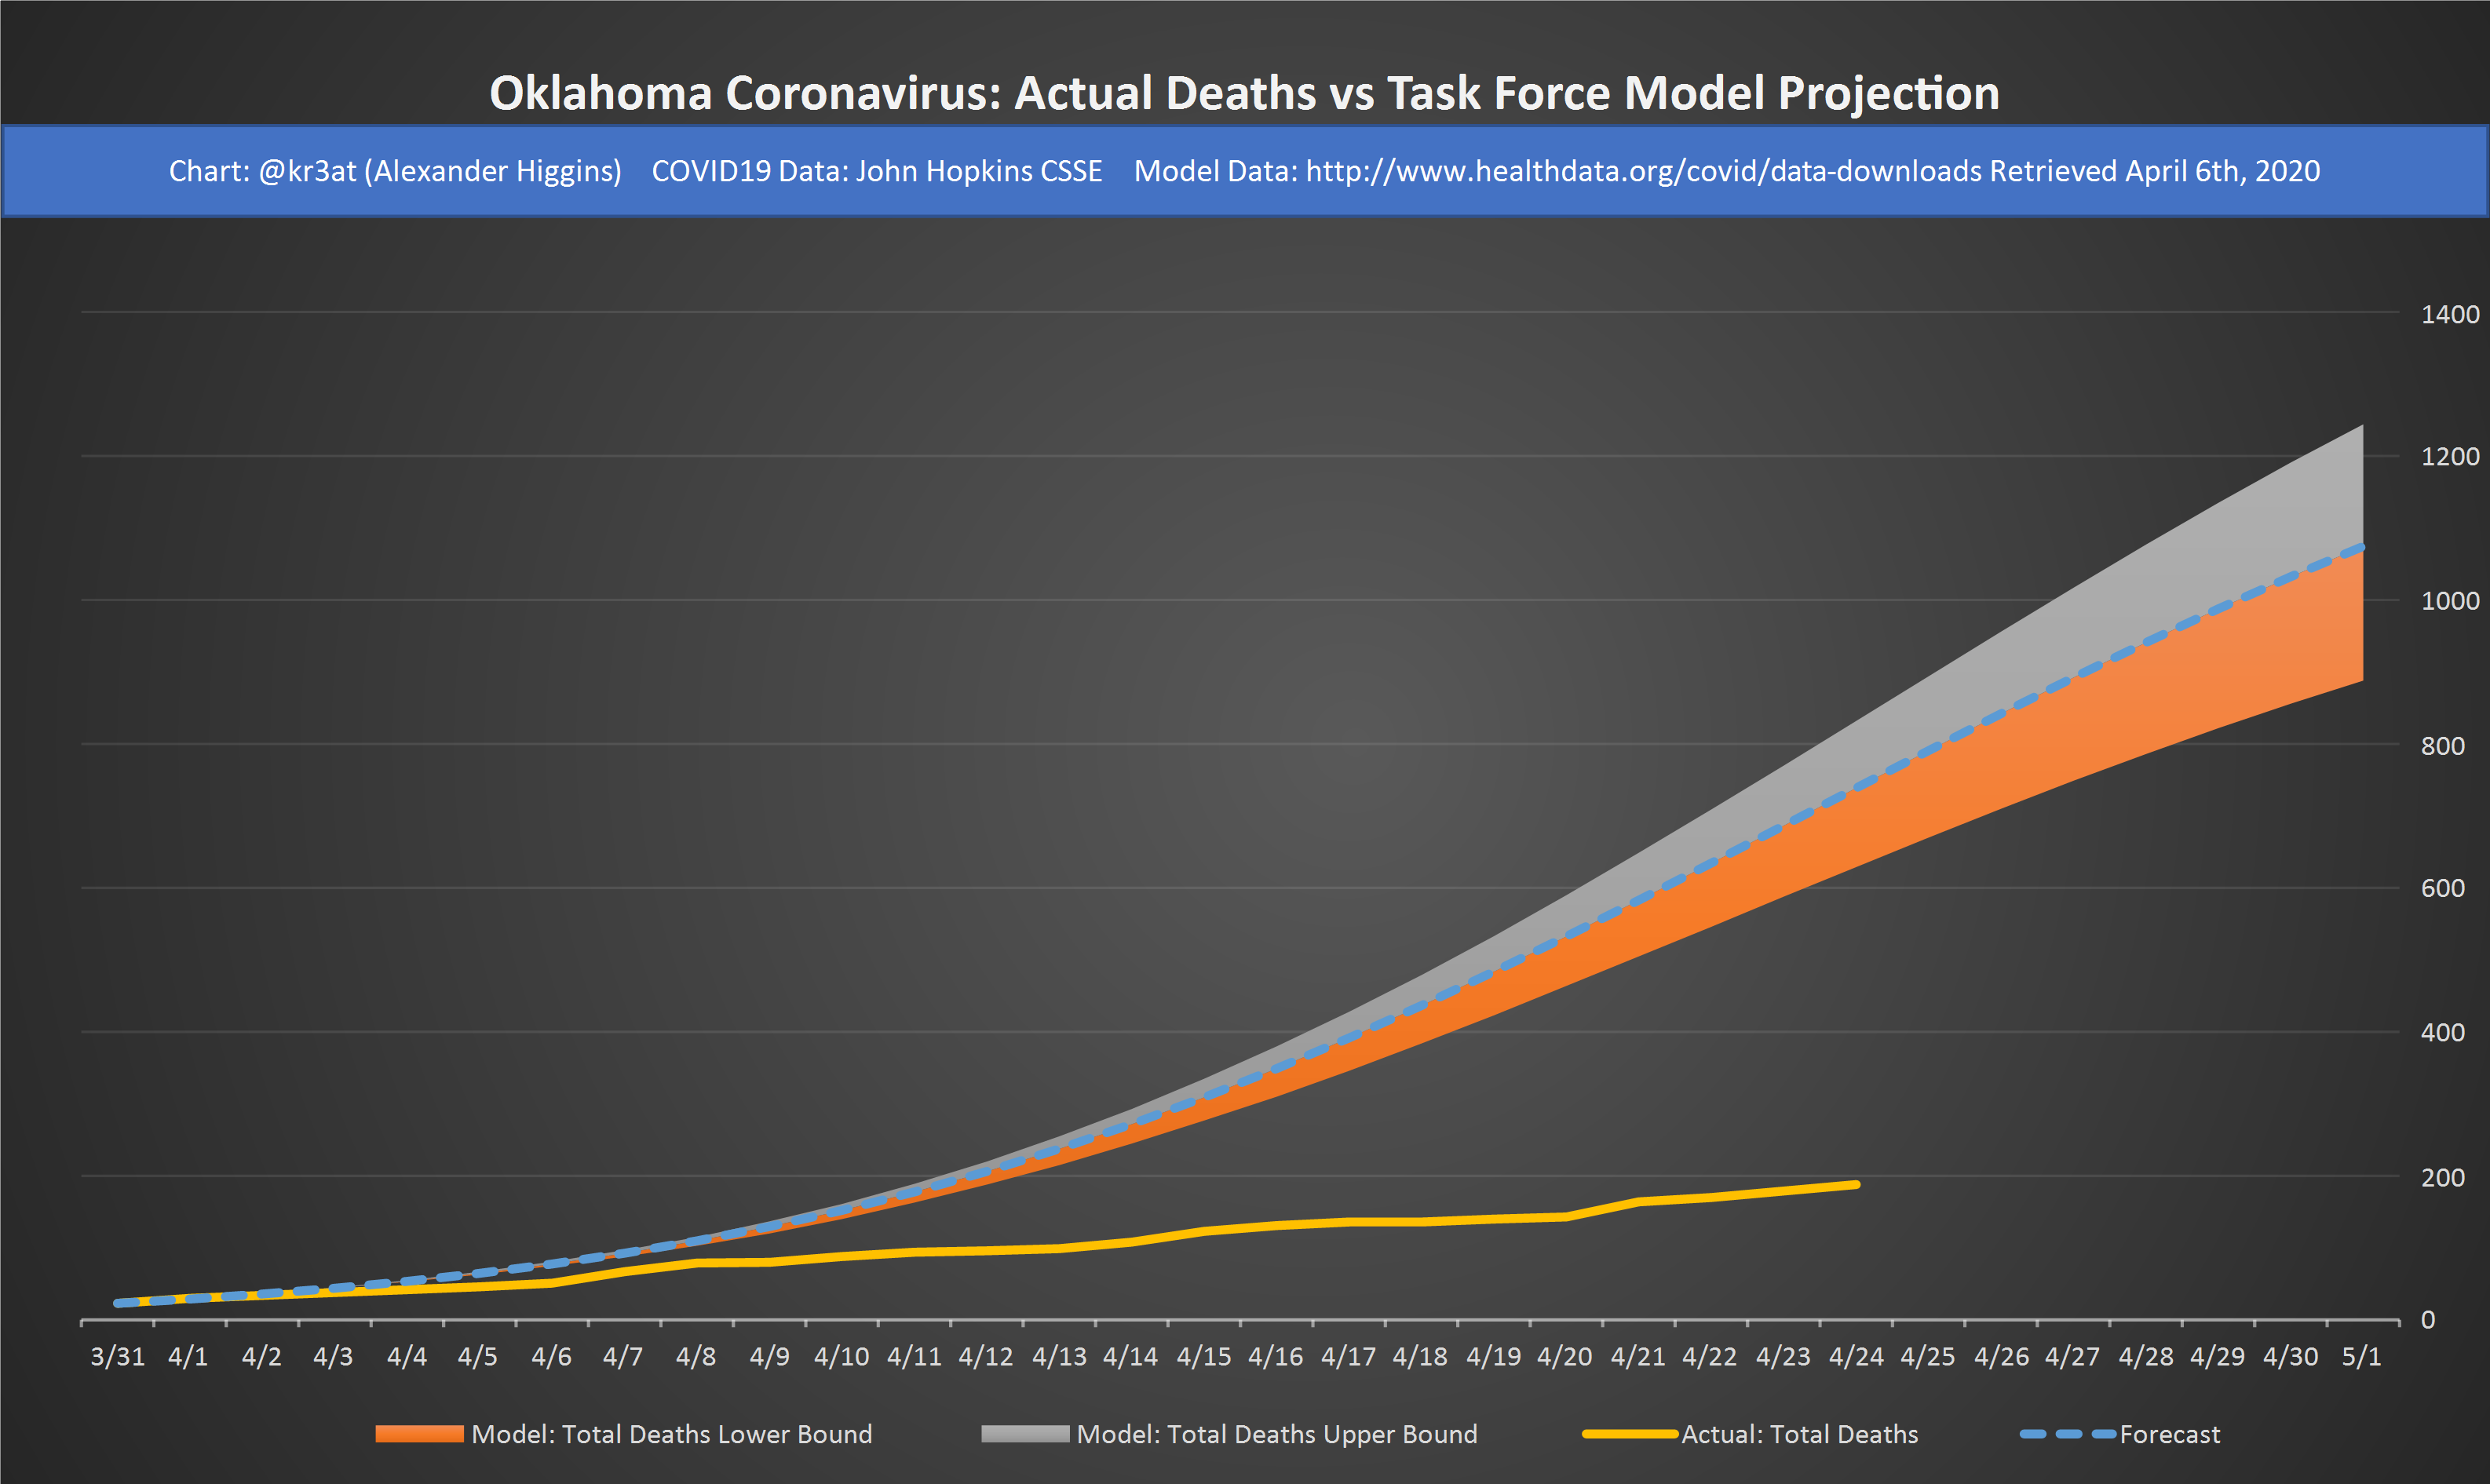 Oklahoma Coronavirus: Actual Deaths vs Task Force Model Projection
Chart: @kr3at (Alexander Higgins) COVID19 Data: John Hopkins CSSE Model Data: http://www.healthdata.org/covid/data-downloads Retrieved April 6th, 2020
1400
1200
1000
800
600
400
200
0
3/31 4/1 4/2 4/3 4/4 4/5 4/6 4/7 4/8 4/9 4/10 4/11 4/12 4/13 4/14 4/15 4/16 4/17 4/18 4/19 4/20 4/21 4/22 4/23 4/24 4/25 4/26 4/27 4/28 4/29 4/30 5/1
Model: Total Deaths Lower Bound Model: Total Deaths Upper Bound Actual: Total Deaths Forecast